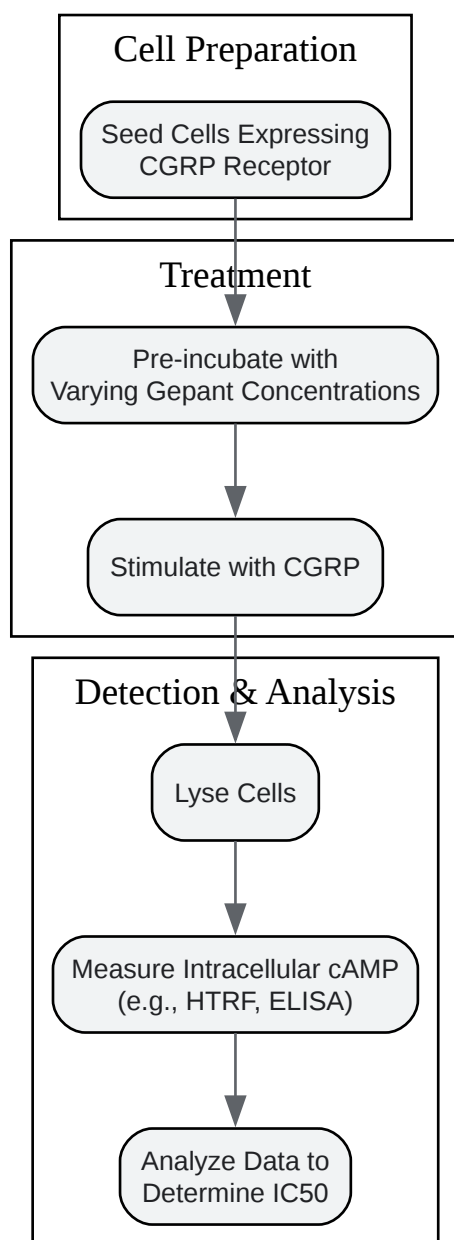 Cell Preparation
Seed Cells Expressing
CGRP Receptor
Treatment
Pre-incubate with
Varying Gepant Concentrations
Stimulate with CGRP
Detection & Analysis
Lyse Cells
Measure Intracellular cAMP
(e.g., HTRF, ELISA)
Analyze Data to
Determine IC50